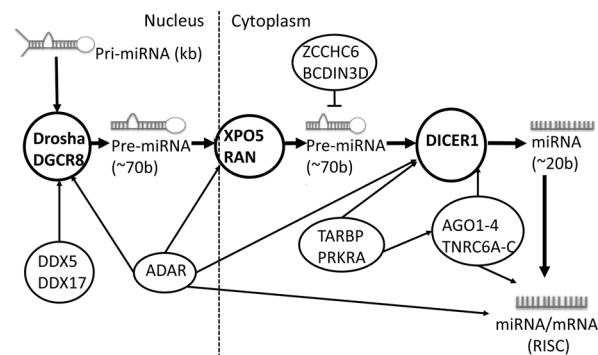 Nucleus
Cytoplasm
Pri-miRNA (kb)
ZCCHC6
BCDIN3D
Drosha
DGCR8
Pre-miRNA
(~70b)
XPO5
RAN
Pre-miRNA
(~70b)
DICER1
miRNA
(~20b)
DDX5
DDX17
ADAR
TARBP
PRKRA
AGO1-4
TNRC6A-C
miRNA/mRNA
(RISC)